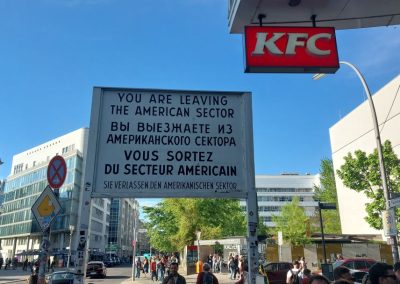 KFC
YOU ARE LEAVING
THE AMERICAN SECTOR
ВЫ ВЫЕЗЖАЕТЕ ИЗ
АМЕРИКАНСКОГО СЕКТОРА
VOUS SORTEZ
DU SECTEUR AMÉRICAIN
SIE VERLASSEN DEN AMERIKANISCHEN SEKTOR